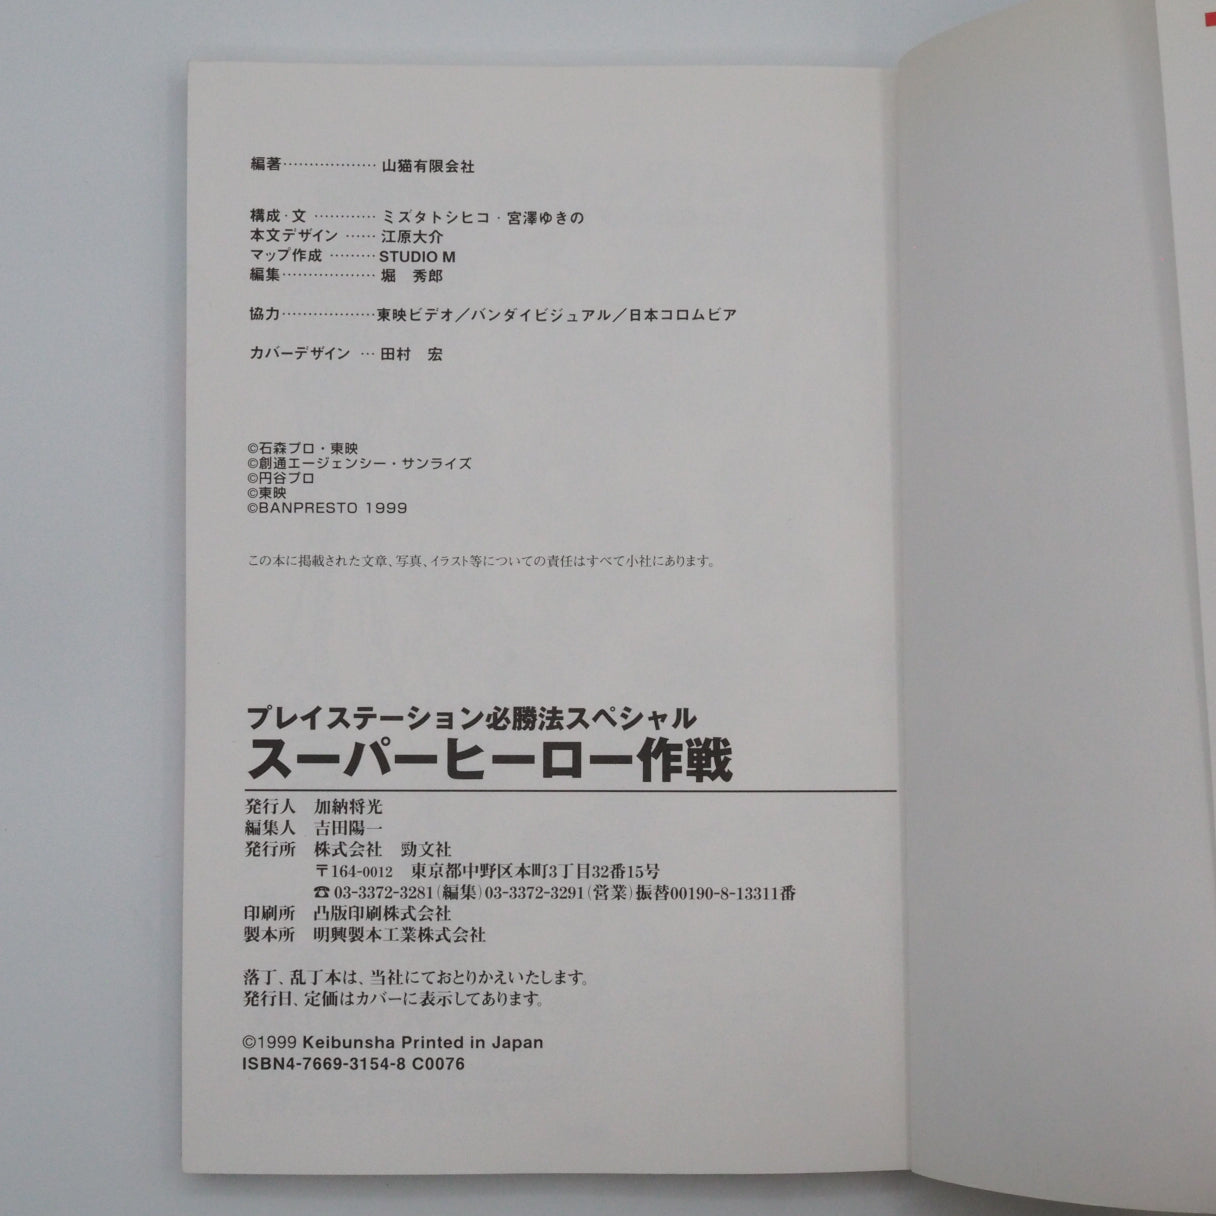 編著………………山猫有限会社
構成・文…………ミズタトシヒコ・宮澤ゆきの
本文デザイン……江原大介
マップ作成………STUDIO M
編集………………堀　秀郎
協力………………東映ビデオ／バンダイビジュアル／日本コロムビア
カバーデザイン…田村　宏
©石森プロ・東映
©創通エージェンシー・サンライズ
©円谷プロ
©東映
©BANPRESTO 1999
この本に掲載された文章、写真、イラスト等についての責任はすべて小社にあります。
プレイステーション必勝法スペシャル
スーパーヒーロー作戦
発行人　加納将光
編集人　吉田陽一
発行所　株式会社　勁文社
〒164-0012　東京都中野区本町3丁目32番15号
☎03-3372-3281(編集)03-3372-3291(営業)振替00190-8-13311番
印刷所　凸版印刷株式会社
製本所　明興製本工業株式会社
落丁、乱丁本は、当社にておとりかえいたします。
発行日、定価はカバーに表示してあります。
©1999 Keibunsha Printed in Japan
ISBN4-7669-3154-8 C0076